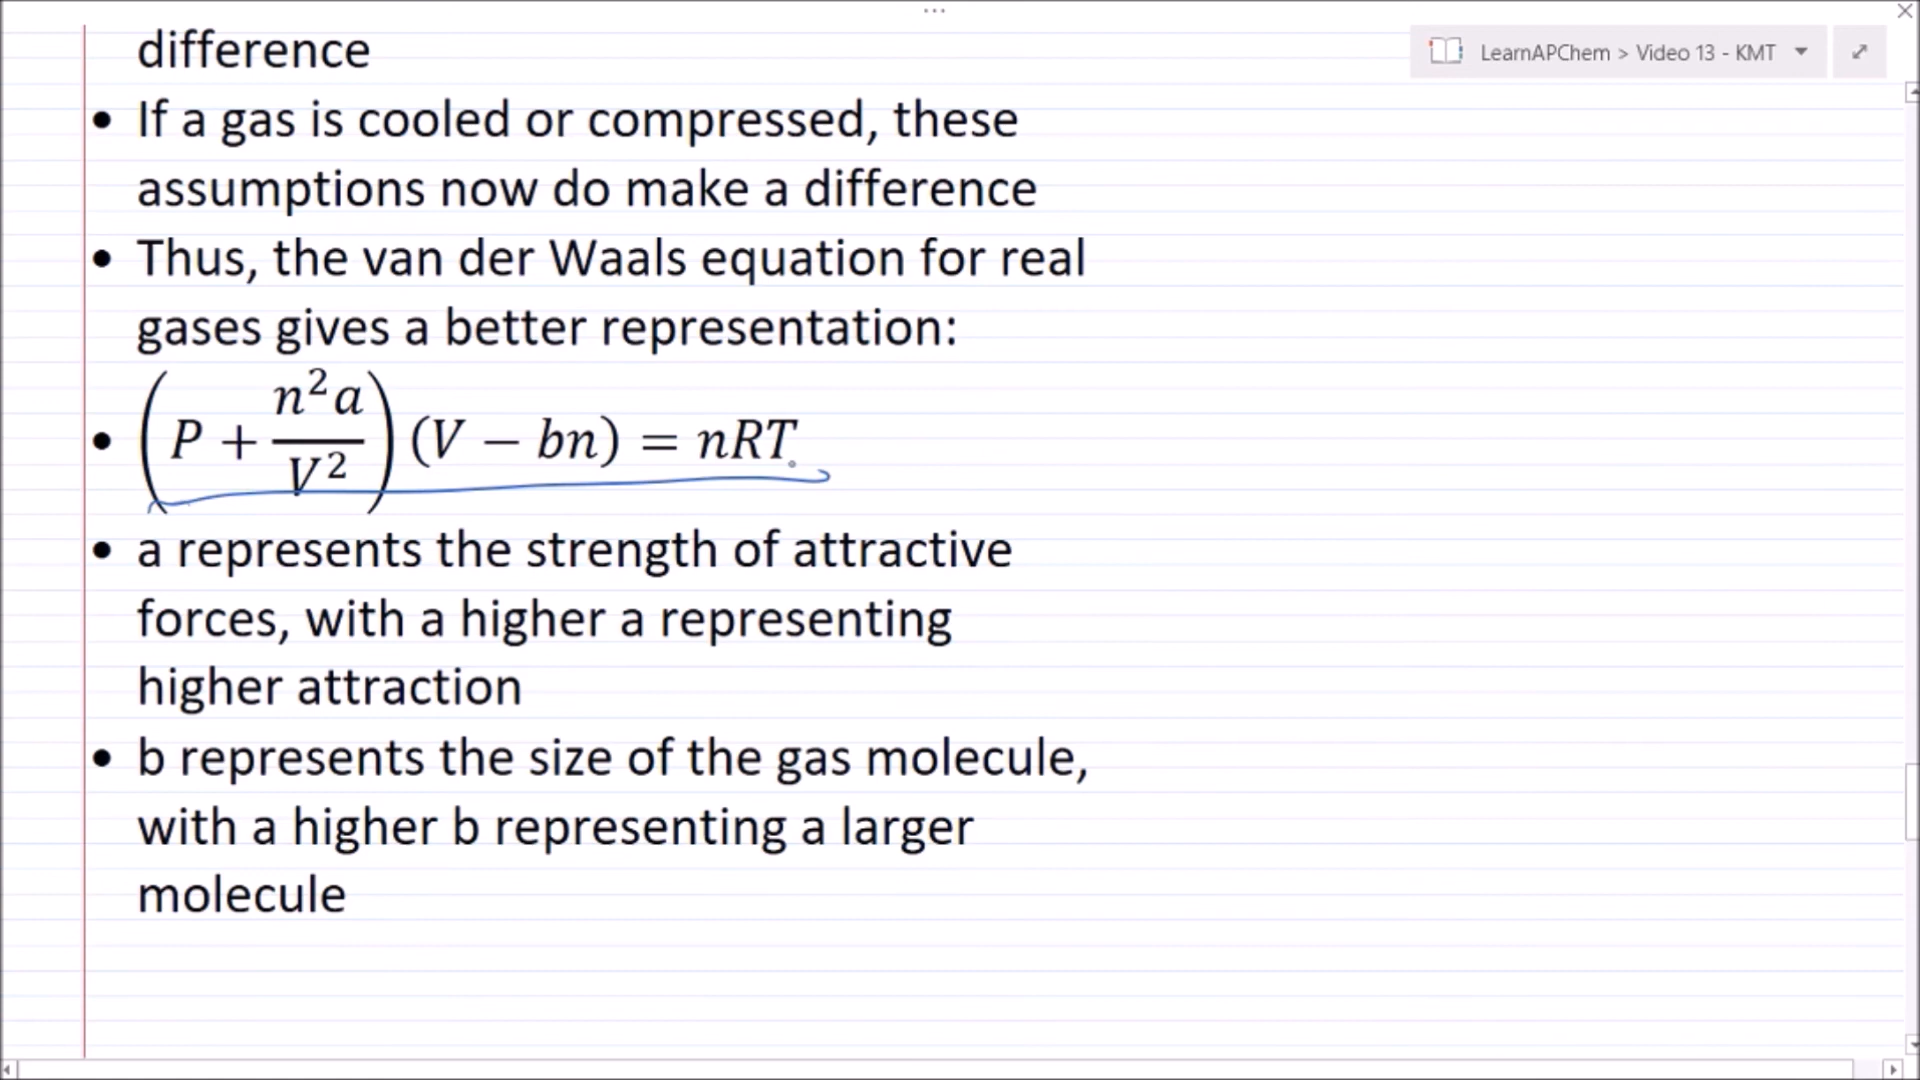 ...
LearnAPChem > Video 13 - KMT
difference
• If a gas is cooled or compressed, these
assumptions now do make a difference
• Thus, the van der Waals equation for real
gases gives a better representation:
• (P + n²a/V²)(V − bn) = nRT
• a represents the strength of attractive
forces, with a higher a representing
higher attraction
• b represents the size of the gas molecule,
with a higher b representing a larger
molecule